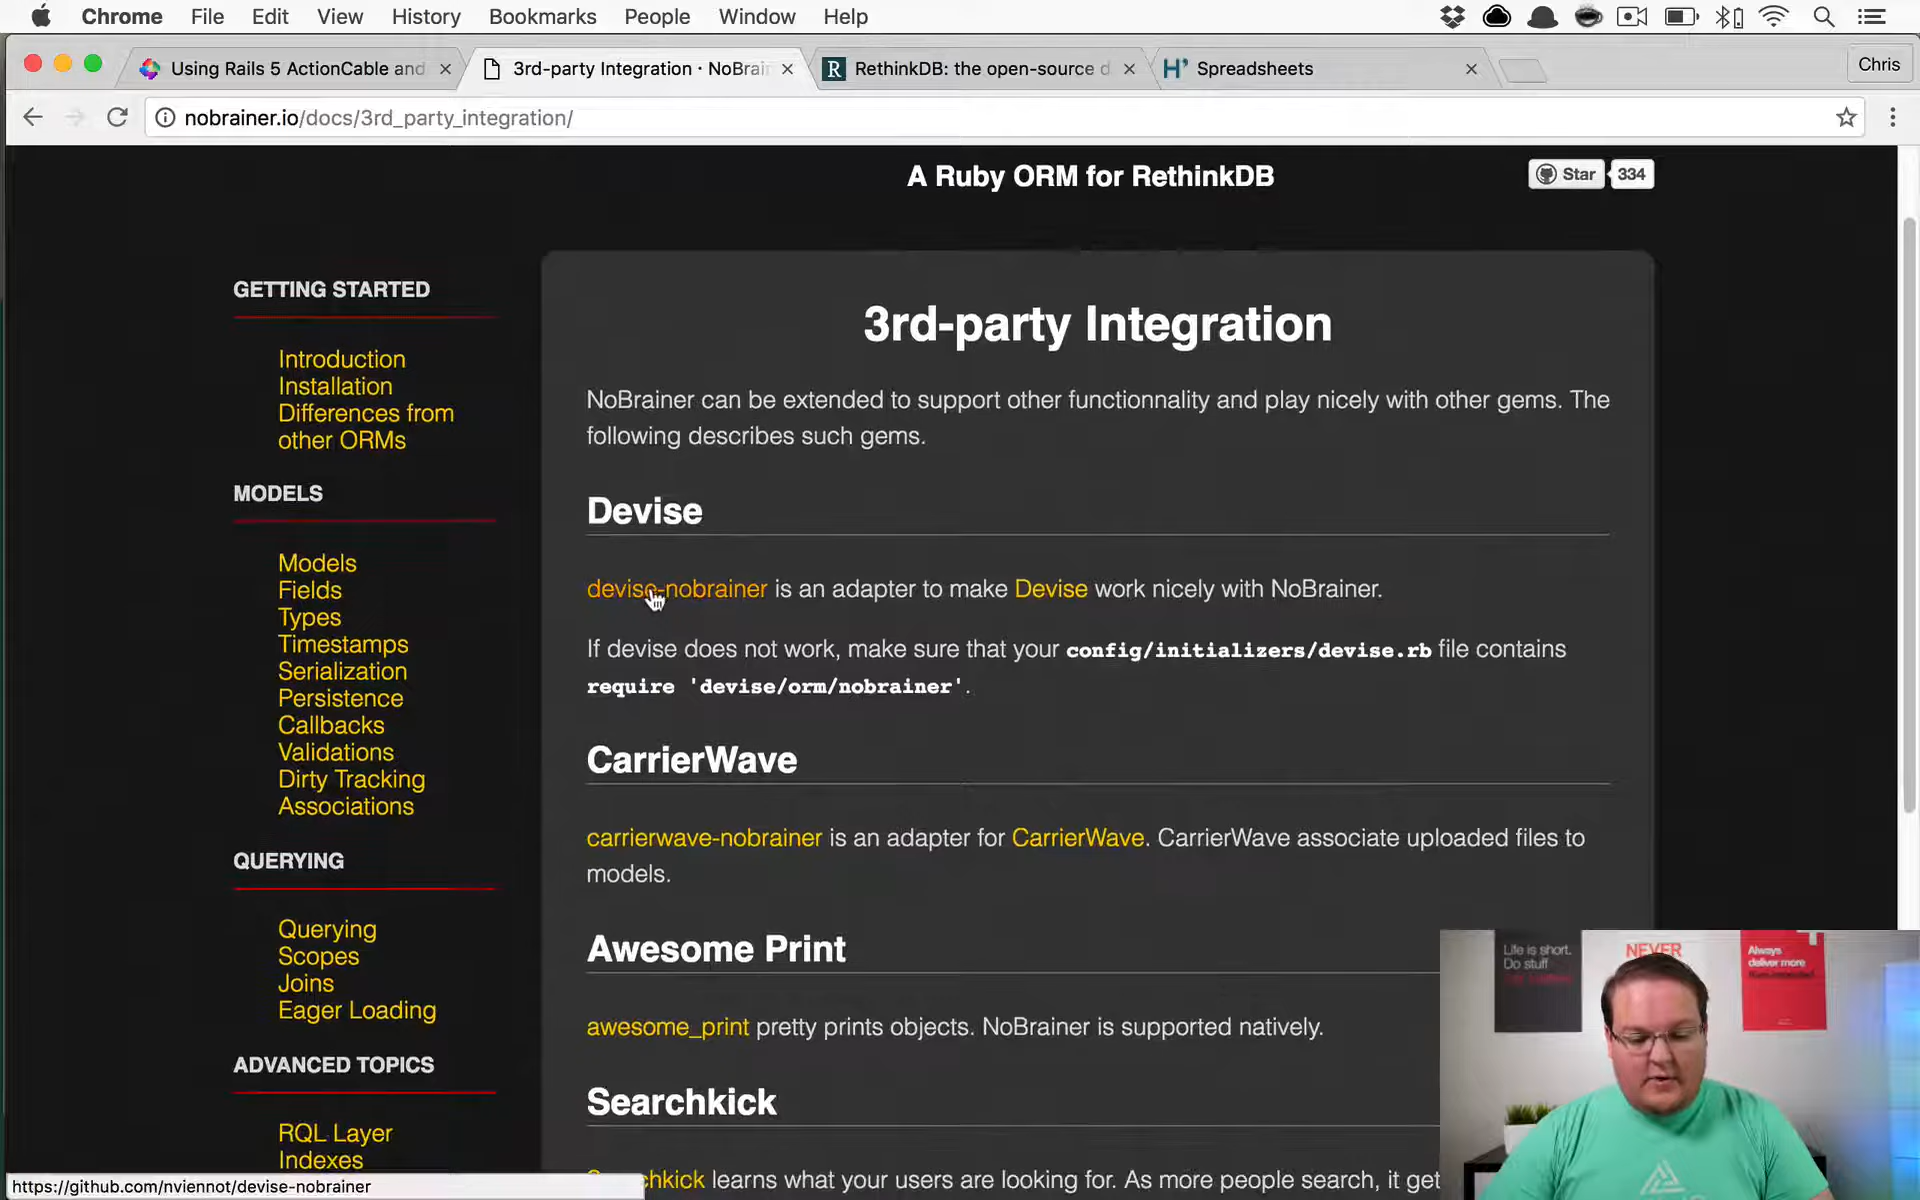 Chrome File Edit View History Bookmarks People Window Help
Using Rails 5 ActionCable and
3rd-party Integration · NoBrai
RethinkDB: the open-source d
Spreadsheets
Chris
nobrainer.io/docs/3rd_party_integration/
A Ruby ORM for RethinkDB
Star 334
GETTING STARTED
Introduction
Installation
Differences from
other ORMs
MODELS
Models
Fields
Types
Timestamps
Serialization
Persistence
Callbacks
Validations
Dirty Tracking
Associations
QUERYING
Querying
Scopes
Joins
Eager Loading
ADVANCED TOPICS
RQL Layer
Indexes
3rd-party Integration
NoBrainer can be extended to support other functionnality and play nicely with other gems. The
following describes such gems.
Devise
devise-nobrainer is an adapter to make Devise work nicely with NoBrainer.
If devise does not work, make sure that your config/initializers/devise.rb file contains
require 'devise/orm/nobrainer'.
CarrierWave
carrierwave-nobrainer is an adapter for CarrierWave. CarrierWave associate uploaded files to
models.
Awesome Print
awesome_print pretty prints objects. NoBrainer is supported natively.
Searchkick
Searchkick learns what your users are looking for. As more people search, it get
https://github.com/nviennot/devise-nobrainer
Life is short.
Do stuff
NEVER
Always
deliver more